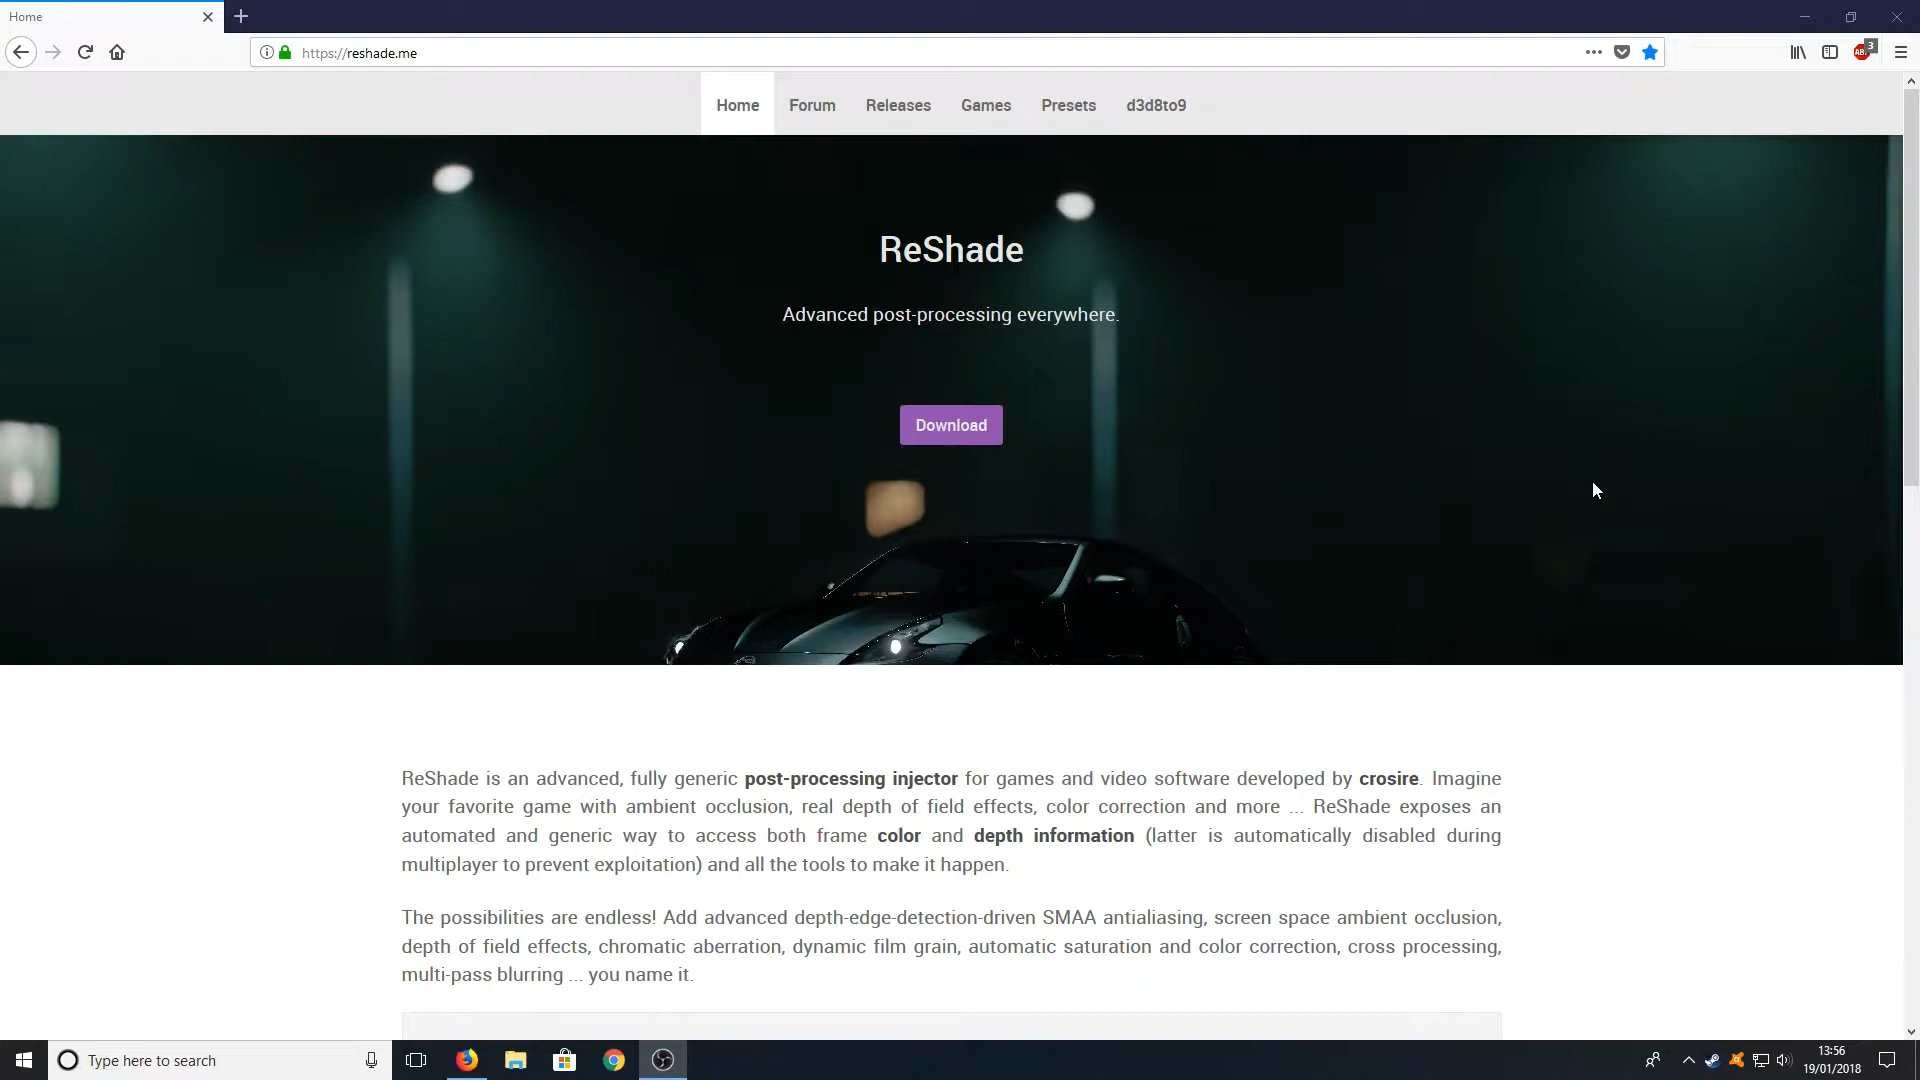 Home
https://reshade.me
3
Home Forum Releases Games Presets d3d8to9
ReShade
Advanced post-processing everywhere.
Download
ReShade is an advanced, fully generic post-processing injector for games and video software developed by crosire. Imagine
your favorite game with ambient occlusion, real depth of field effects, color correction and more ... ReShade exposes an
automated and generic way to access both frame color and depth information (latter is automatically disabled during
multiplayer to prevent exploitation) and all the tools to make it happen.
The possibilities are endless! Add advanced depth-edge-detection-driven SMAA antialiasing, screen space ambient occlusion,
depth of field effects, chromatic aberration, dynamic film grain, automatic saturation and color correction, cross processing,
multi-pass blurring ... you name it.
Type here to search
13:56
19/01/2018